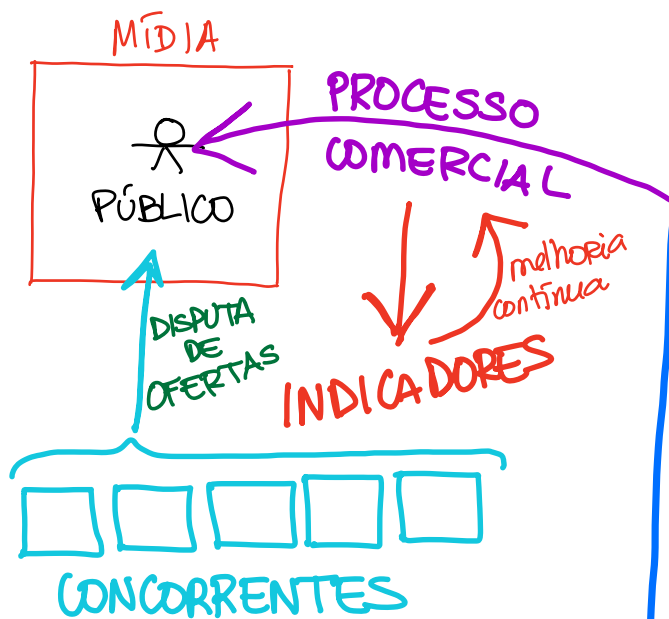 MÍDIA
PÚBLICO
PROCESSO
COMERCIAL
melhoria
contínua
INDICADORES
DISPUTA
DE
OFERTAS
CONCORRENTES